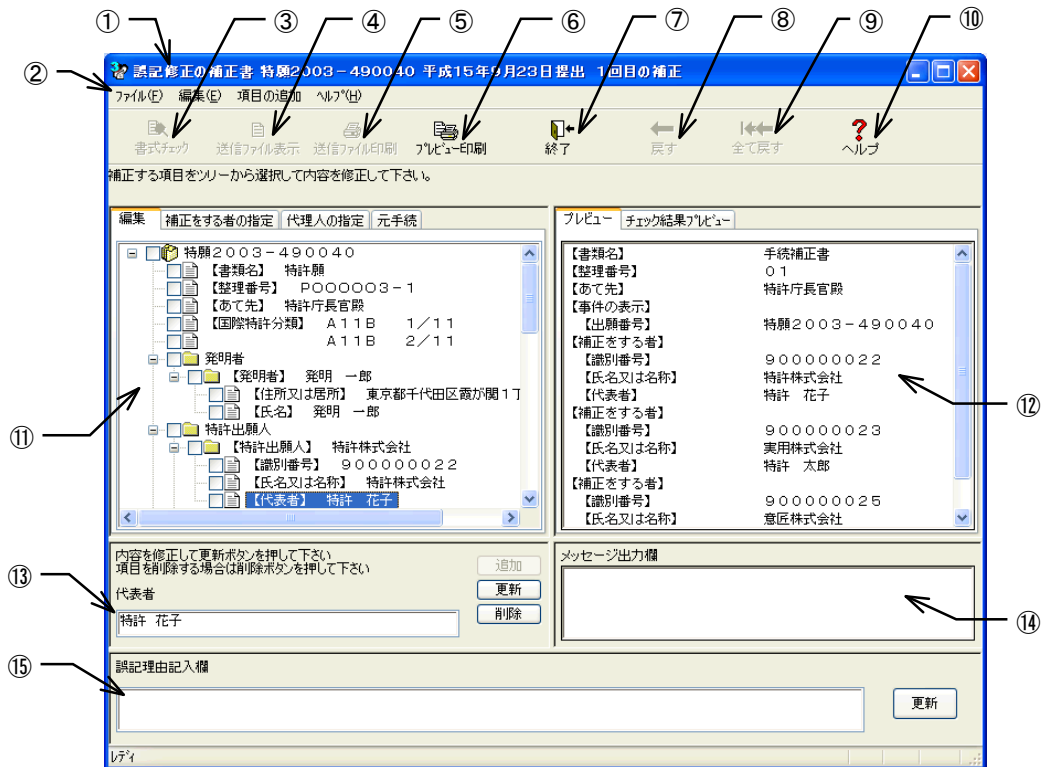 ① ③ ④ ⑤ ⑥ ⑦ ⑧ ⑨ ⑩
②
誤記修正の補正書 特願2003－490040 平成15年9月23日提出 1回目の補正
ファイル(F) 編集(E) 項目の追加 ヘルプ(H)
書式チェック 送信ファイル表示 送信ファイル印刷 プレビュー印刷 終了 戻す 全て戻す ヘルプ
補正する項目をツリーから選択して内容を修正して下さい。
編集 補正をする者の指定 代理人の指定 元手続
特願２００３－４９００４０
【書類名】 特許願
【整理番号】 Ｐ０００００３－１
【あて先】 特許庁長官殿
【国際特許分類】 Ａ１１Ｂ １／１１
Ａ１１Ｂ ２／１１
発明者
【発明者】 発明 一郎
【住所又は居所】 東京都千代田区霞が関１丁
【氏名】 発明 一郎
特許出願人
【特許出願人】 特許株式会社
【識別番号】 ９０００００００２２
【氏名又は名称】 特許株式会社
【代表者】 特許 花子
⑪
プレビュー チェック結果プレビュー
【書類名】 手続補正書
【整理番号】 ０１
【あて先】 特許庁長官殿
【事件の表示】
【出願番号】 特願２００３－４９００４０
【補正をする者】
【識別番号】 ９００００００２２
【氏名又は名称】 特許株式会社
【代表者】 特許 花子
【補正をする者】
【識別番号】 ９００００００２３
【氏名又は名称】 実用株式会社
【代表者】 特許 太郎
【補正をする者】
【識別番号】 ９００００００２５
【氏名又は名称】 意匠株式会社
⑫
内容を修正して更新ボタンを押して下さい
項目を削除する場合は削除ボタンを押して下さい
追加
更新
削除
代表者
特許 花子
⑬
メッセージ出力欄
⑭
誤記理由記入欄
⑮
更新
レディ